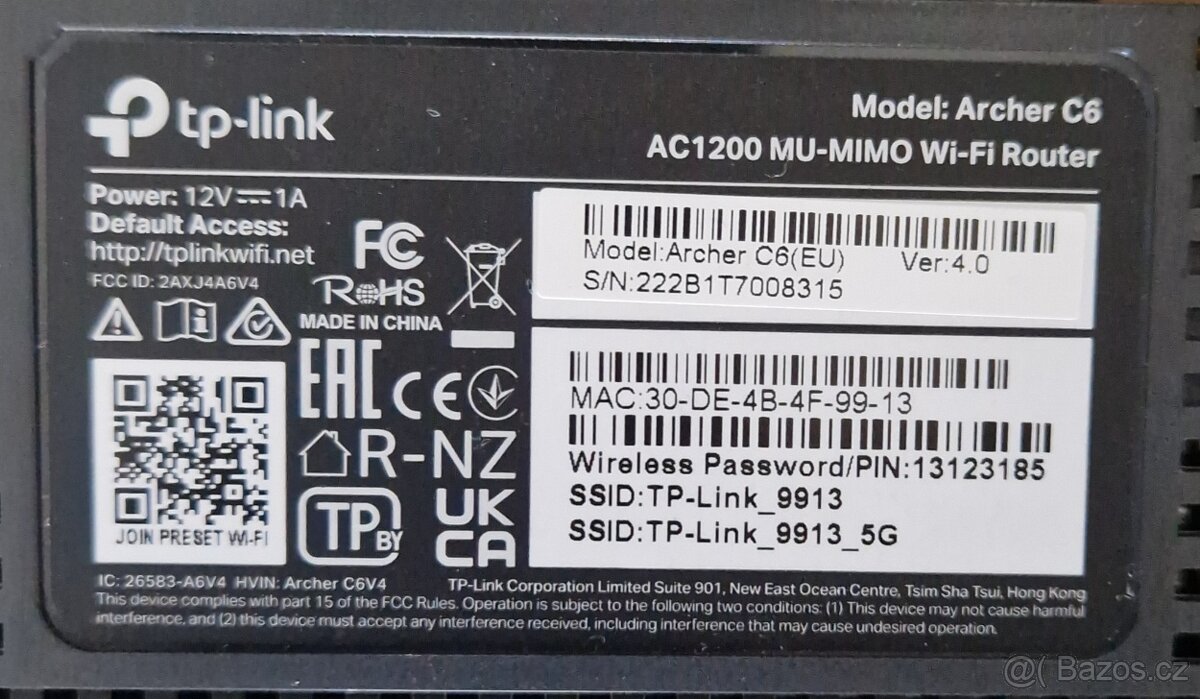 tp-link
Model: Archer C6
AC1200 MU-MIMO Wi-Fi Router
Power: 12V⎓1A
Default Access:
http://tplinkwifi.net
FCC ID: 2AXJ4A6V4
FC
RoHS
MADE IN CHINA
Model:Archer C6(EU) Ver:4.0
S/N:222B1T7008315
EAC CE
R-NZ
TP BY
UK
CA
JOIN PRESET WI-FI
MAC:30-DE-4B-4F-99-13
Wireless Password/PIN:13123185
SSID:TP-Link_9913
SSID:TP-Link_9913_5G
IC: 26583-A6V4 HVIN: Archer C6V4 TP-Link Corporation Limited Suite 901, New East Ocean Centre, Tsim Sha Tsui, Hong Kong
This device complies with part 15 of the FCC Rules. Operation is subject to the following two conditions: (1) This device may not cause harmful
interference, and (2) this device must accept any interference received, including interference that may cause undesired operation.
@( Bazos.cz